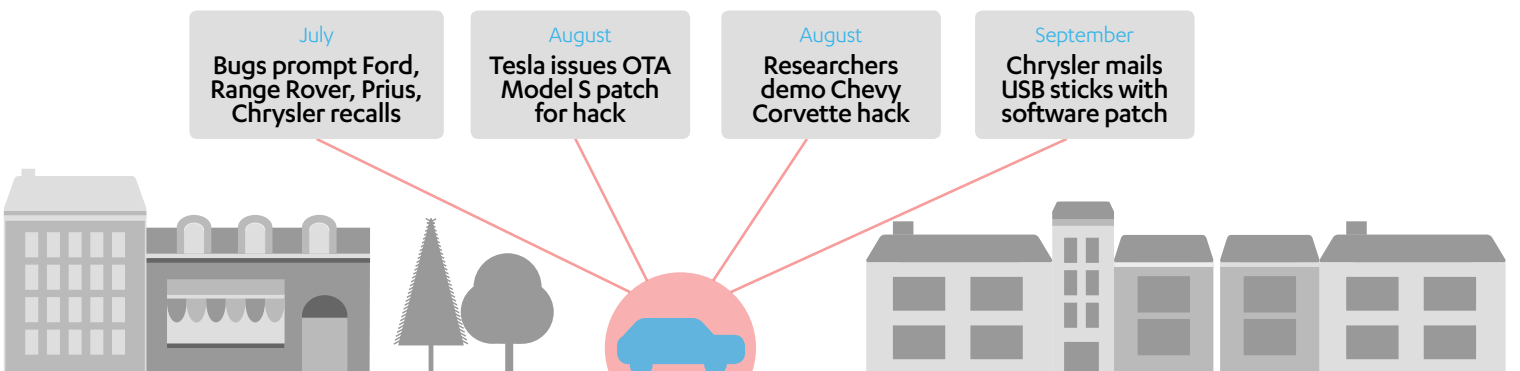 July
Bugs prompt Ford,
Range Rover, Prius,
Chrysler recalls
August
Tesla issues OTA
Model S patch
for hack
August
Researchers
demo Chevy
Corvette hack
September
Chrysler mails
USB sticks with
software patch